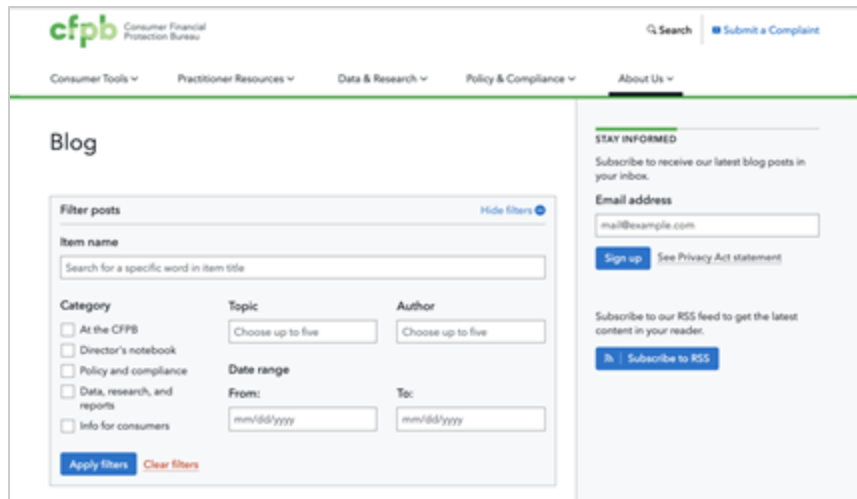 cfpb Consumer Financial
Protection Bureau
Search
Submit a Complaint
Consumer Tools
Practitioner Resources
Data & Research
Policy & Compliance
About Us
Blog
Filter posts
Hide filters
Item name
Search for a specific word in item title
Category
At the CFPB
Director's notebook
Policy and compliance
Data, research, and
reports
Info for consumers
Topic
Choose up to five
Author
Choose up to five
Date range
From:
mm/dd/yyyy
To:
mm/dd/yyyy
Apply filters
Clear filters
STAY INFORMED
Subscribe to receive our latest blog posts in
your inbox.
Email address
mail@example.com
Sign up
See Privacy Act statement
Subscribe to our RSS feed to get the latest
content in your reader.
Subscribe to RSS